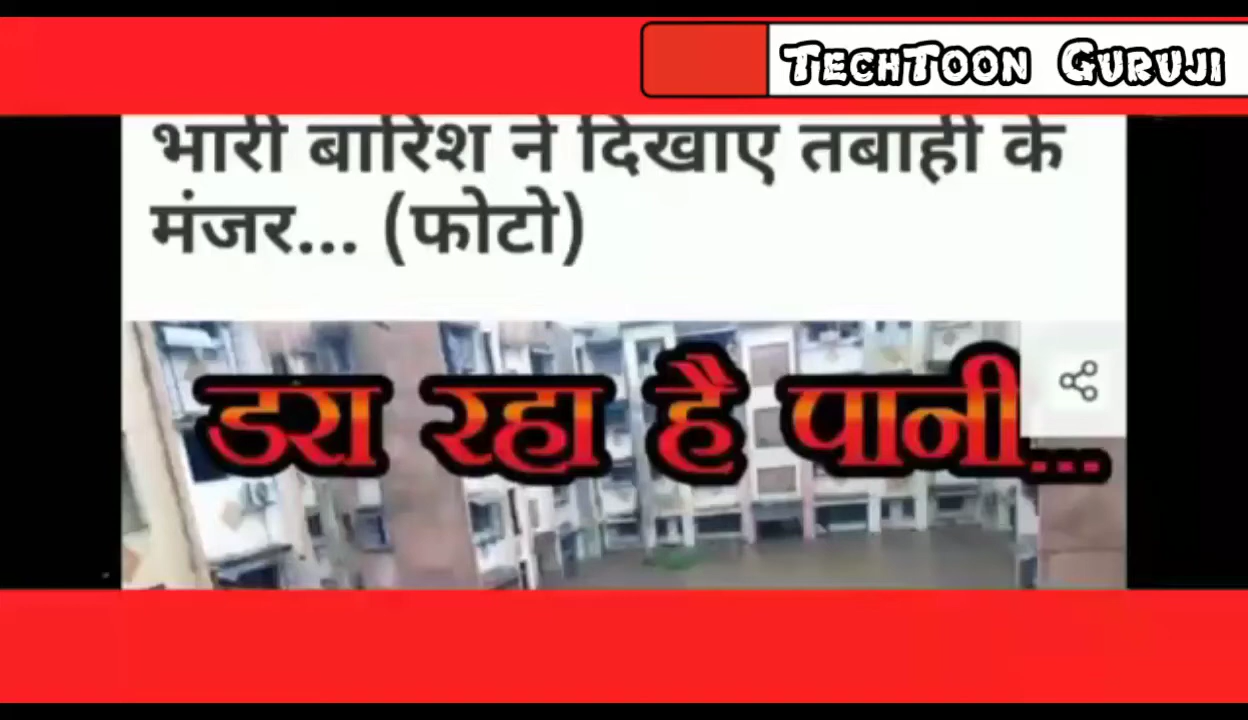 TECHTOON GURUJI
भारी बारिश ने दिखाए तबाही के
मंजर... (फोटो)
डरा रहा है पानी...